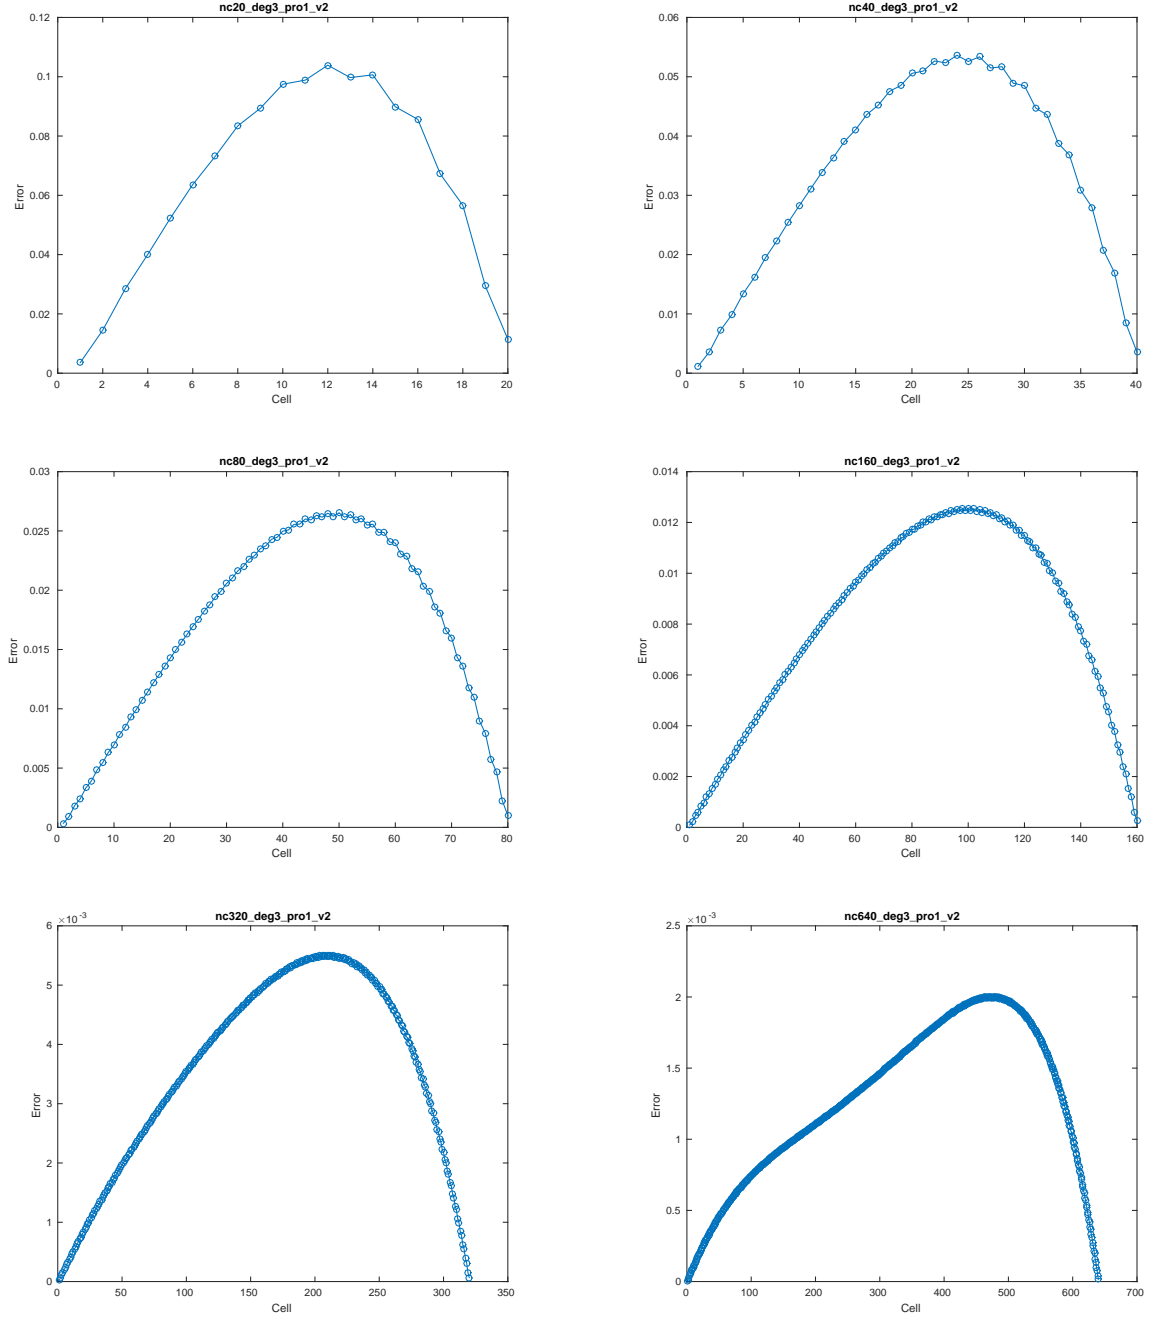 nc20_deg3_pro1_v2
0.12
0.1
0.08
0.06
0.04
0.02
0
Error
0 2 4 6 8 10 12 14 16 18 20
Cell
nc40_deg3_pro1_v2
0.06
0.05
0.04
0.03
0.02
0.01
0
Error
0 5 10 15 20 25 30 35 40
Cell
nc80_deg3_pro1_v2
0.03
0.025
0.02
0.015
0.01
0.005
0
Error
0 10 20 30 40 50 60 70 80
Cell
nc160_deg3_pro1_v2
0.014
0.012
0.01
0.008
0.006
0.004
0.002
0
Error
0 20 40 60 80 100 120 140 160
Cell
nc320_deg3_pro1_v2
×10⁻³
6
5
4
3
2
1
0
Error
0 50 100 150 200 250 300 350
Cell
nc640_deg3_pro1_v2
×10⁻³
2.5
2
1.5
1
0.5
0
Error
0 100 200 300 400 500 600 700
Cell